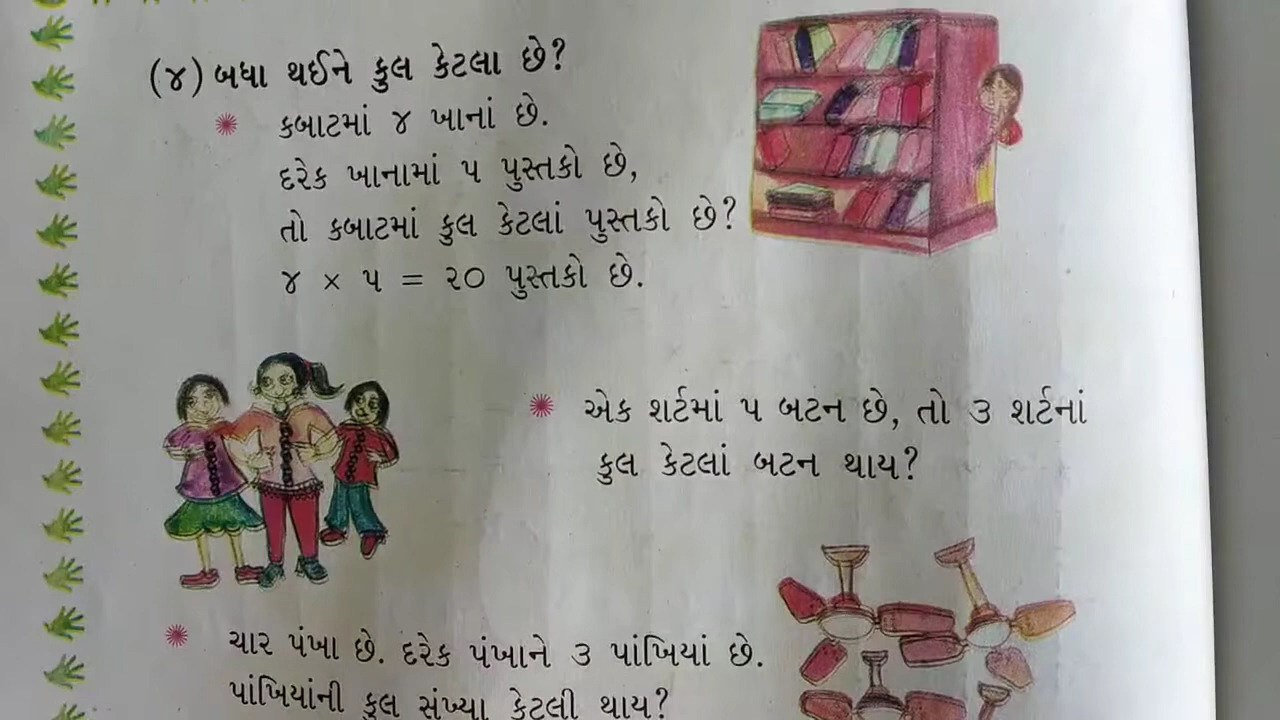 (૪) બધા થઈને કુલ કેટલા છે?
કબાટમાં ૪ ખાનાં છે.
દરેક ખાનામાં ૫ પુસ્તકો છે,
તો કબાટમાં કુલ કેટલાં પુસ્તકો છે?
૪ × ૫ = ૨૦ પુસ્તકો છે.
એક શર્ટમાં ૫ બટન છે, તો ૩ શર્ટનાં
કુલ કેટલાં બટન થાય?
ચાર પંખા છે. દરેક પંખાને ૩ પાંખિયાં છે.
પાંખિયાંની કુલ સંખ્યા કેટલી થાય?